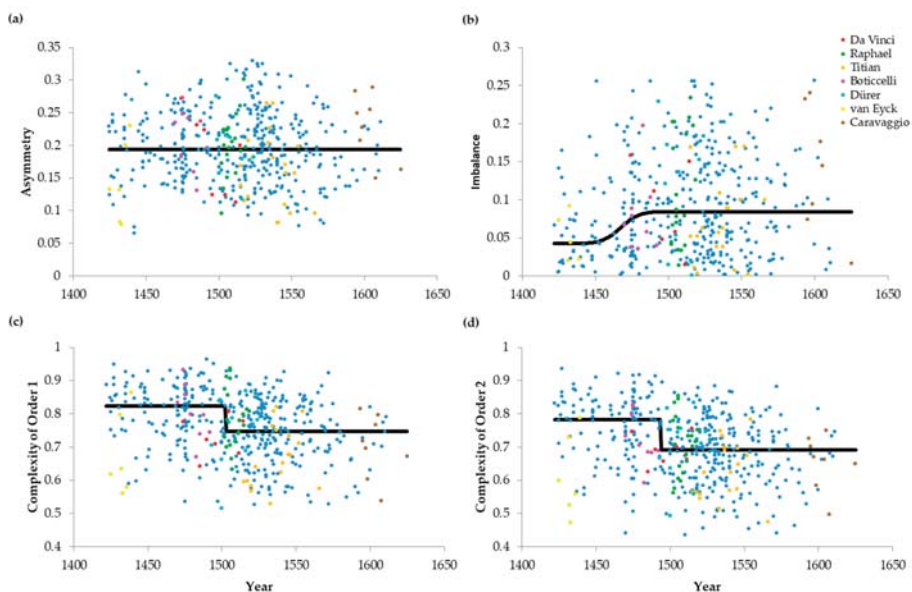 (a)
0.35
0.3
0.25
0.2
0.15
0.1
0.05
0
Asymmetry
1400 1450 1500 1550 1600 1650
(b)
0.3
0.25
0.2
0.15
0.1
0.05
0
Imbalance
1400 1450 1500 1550 1600 1650
Da Vinci
Raphael
Titian
Boticcelli
Dürer
van Eyck
Caravaggio
(c)
1
0.9
0.8
0.7
0.6
0.5
0.4
Complexity of Order 1
1400 1450 1500 1550 1600 1650
Year
(d)
1
0.9
0.8
0.7
0.6
0.5
0.4
Complexity of Order 2
1400 1450 1500 1550 1600 1650
Year